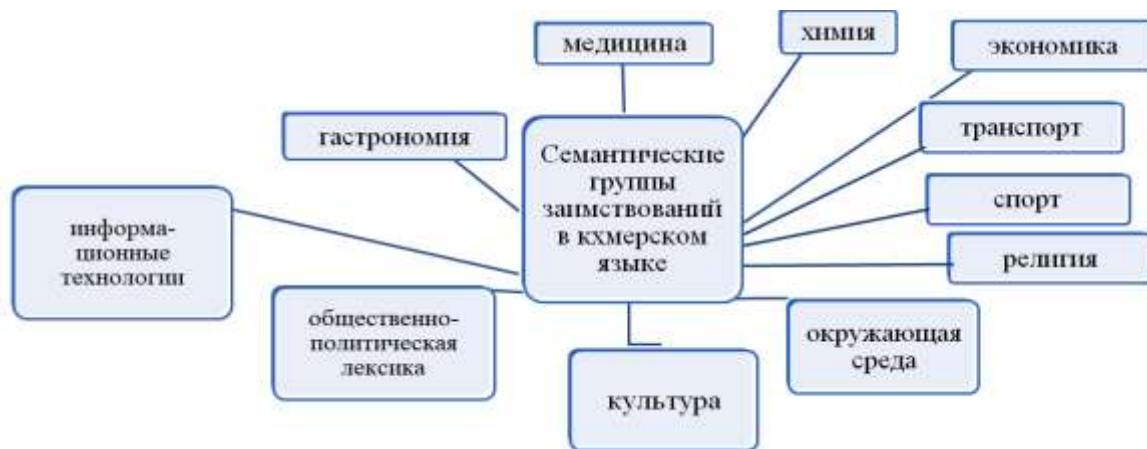 медицина
химия
экономика
гастрономия
транспорт
Семантические
группы
заимствований
в кхмерском
языке
спорт
религия
информа-
ционные
технологии
общественно-
политическая
лексика
окружающая
среда
культура